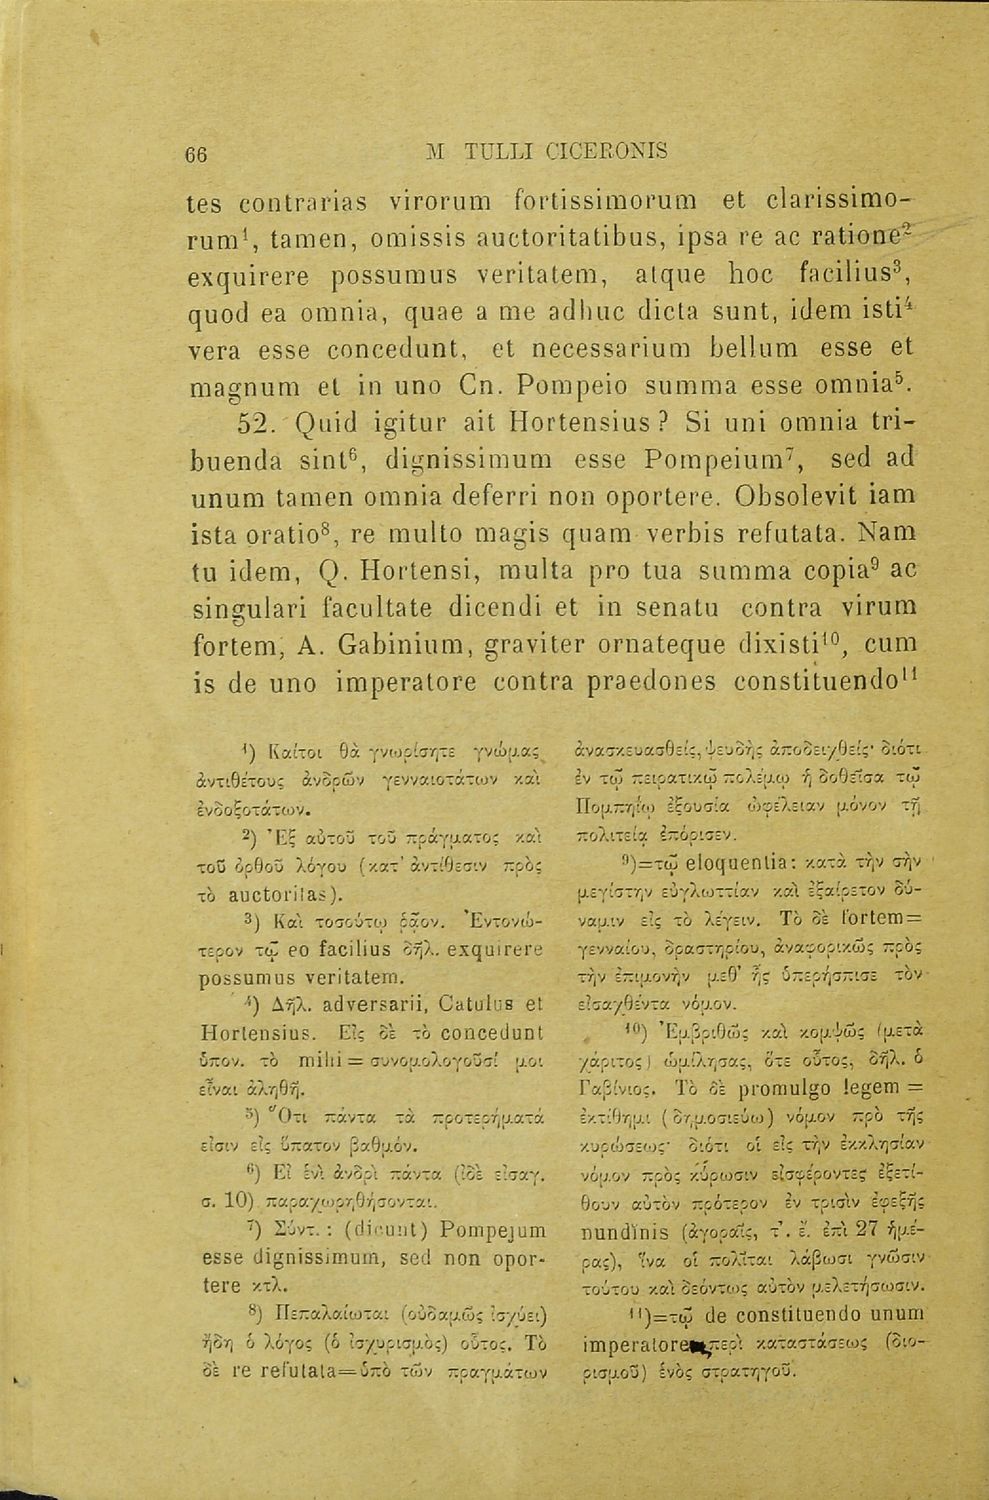 66 M TULLI CICERONIS
tes contrarias virorum fortissimorum et clarissimo-
rum¹, tamen, omissis auctoritatibus, ipsa re ac ratione²
exquirere possumus veritatem, atque hoc facilius³,
quod ea omnia, quae a me adhuc dicta sunt, idem isti⁴
vera esse concedunt, et necessarium bellum esse et
magnum et in uno Cn. Pompeio summa esse omnia⁵.
52. Quid igitur ait Hortensius? Si uni omnia tri-
buenda sint⁶, dignissimum esse Pompeium⁷, sed ad
unum tamen omnia deferri non oportere. Obsolevit iam
ista oratio⁸, re multo magis quam verbis refutata. Nam
tu idem, Q. Hortensi, multa pro tua summa copia⁹ ac
singulari facultate dicendi et in senatu contra virum
fortem, A. Gabinium, graviter ornateque dixisti¹⁰, cum
is de uno imperatore contra praedones constituendo¹¹
¹) Καίτοι θὰ γνωρίσητε γνώμας
ἀντιθέτους ἀνδρῶν γενναιοτάτων καὶ
ἐνδοξοτάτων.
²) Ἐξ αὐτοῦ τοῦ πράγματος καὶ
τοῦ ὀρθοῦ λόγου (κατ' ἀντίθεσιν πρὸς
τὸ auctoritas).
³) Καὶ τοσούτῳ ῥᾷον. Ἐντονώ-
τερον τῷ eo facilius δῆλ. exquirere
possumus veritatem.
⁴) Δῆλ. adversarii, Catulus et
Hortensius. Εἰς δὲ τὸ concedunt
ὑπον. τὸ mihi = συνομολογοῦσί μοι
εἶναι ἀληθῆ.
⁵) Ὅτι πάντα τὰ προτερήματά
εἰσιν εἰς ὕπατον βαθμόν.
⁶) Εἰ ἑνὶ ἀνδρὶ πάντα (ἰδὲ εἰσαγ.
σ. 10) παραχωρηθήσονται.
⁷) Σύντ.: (dicunt) Pompejum
esse dignissimum, sed non opor-
tere κτλ.
⁸) Πεπαλαίωται (οὐδαμῶς ἰσχύει)
ἤδη ὁ λόγος (ὁ ἰσχυρισμὸς) οὗτος. Τὸ
δὲ re refutata=ὑπὸ τῶν πραγμάτων
ἀνασκευασθείς, ψευδὴς ἀποδειχθείς· διότι
ἐν τῷ πειρατικῷ πολέμῳ ἡ δοθεῖσα τῷ
Πομπηίῳ ἐξουσία ὠφέλειαν μόνον τῇ
πολιτείᾳ ἐπόρισεν.
⁹)=τῷ eloquentia: κατὰ τὴν σὴν
μεγίστην εὐγλωττίαν καὶ ἐξαίρετον δύ-
ναμιν εἰς τὸ λέγειν. Τὸ δὲ fortem=
γενναίου, δραστηρίου, ἀναφορικῶς πρὸς
τὴν ἐπιμονὴν μεθ' ἧς ὑπερήσπισε τὸν
εἰσαχθέντα νόμον.
¹⁰) Ἐμβριθῶς καὶ κομψῶς (μετὰ
χάριτος) ὡμίλησας, ὅτε οὗτος, δῆλ. ὁ
Γαβίνιος. Τὸ δὲ promulgo legem =
ἐκτίθημι (δημοσιεύω) νόμον πρὸ τῆς
κυρώσεως· διότι οἱ εἰς τὴν ἐκκλησίαν
νόμον πρὸς κύρωσιν εἰσφέροντες ἐξετί-
θουν αὐτὸν πρότερον ἐν τρισὶν ἐφεξῆς
nundinis (ἀγοραῖς, τ'. ἔ. ἐπὶ 27 ἡμέ-
ρας), ἵνα οἱ πολῖται λάβωσι γνῶσιν
τούτου καὶ δεόντως αὐτὸν μελετήσωσιν.
¹¹)=τῷ de constituendo unum
imperatore περὶ καταστάσεως (διο-
ρισμοῦ) ἑνὸς στρατηγοῦ.